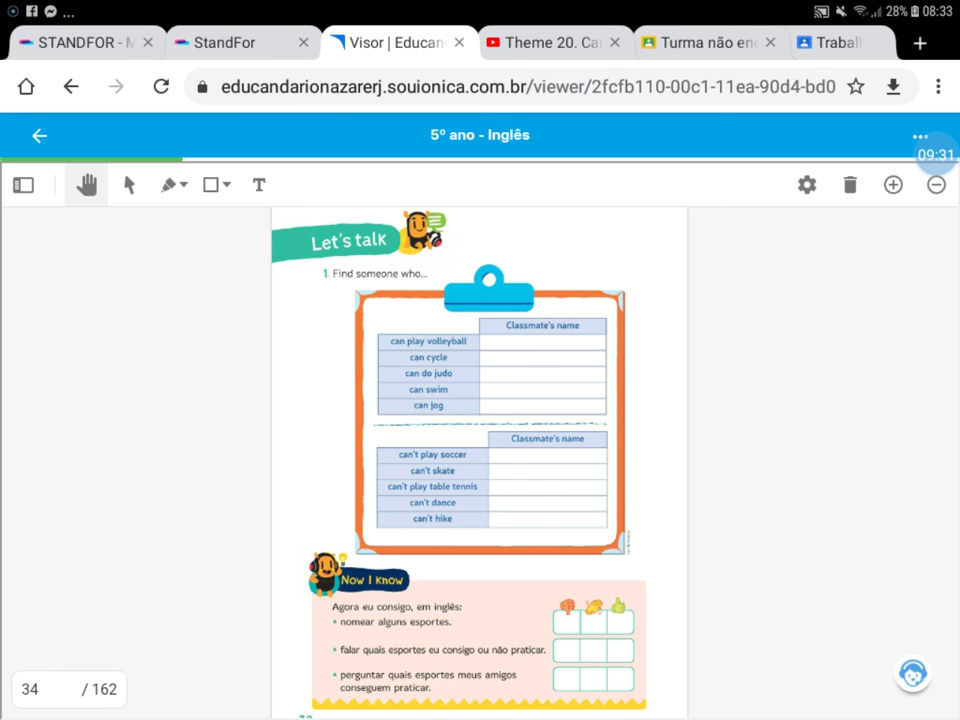 ... 28% 08:33
STANDFOR - M StandFor Visor | Educan Theme 20. Ca Turma não en Traball
educandarionazarerj.souionica.com.br/viewer/2fcfb110-00c1-11ea-90d4-bd0
5º ano - Inglês
09:31
T
Let's talk
1. Find someone who...
Classmate's name
can play volleyball
can cycle
can do judo
can swim
can jog
Classmate's name
can't play soccer
can't skate
can't play table tennis
can't dance
can't hike
Now I know
Agora eu consigo, em inglês:
• nomear alguns esportes.
• falar quais esportes eu consigo ou não praticar.
• perguntar quais esportes meus amigos
conseguem praticar.
34 / 162